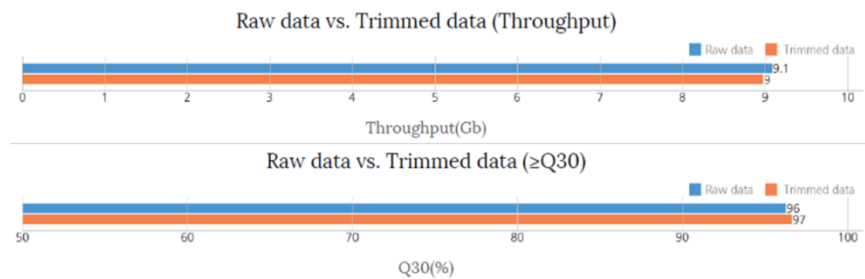 Raw data vs. Trimmed data (Throughput)
Raw data Trimmed data
9.1
9
0 1 2 3 4 5 6 7 8 9 10
Throughput(Gb)
Raw data vs. Trimmed data (≥Q30)
Raw data Trimmed data
96
97
50 60 70 80 90 100
Q30(%)